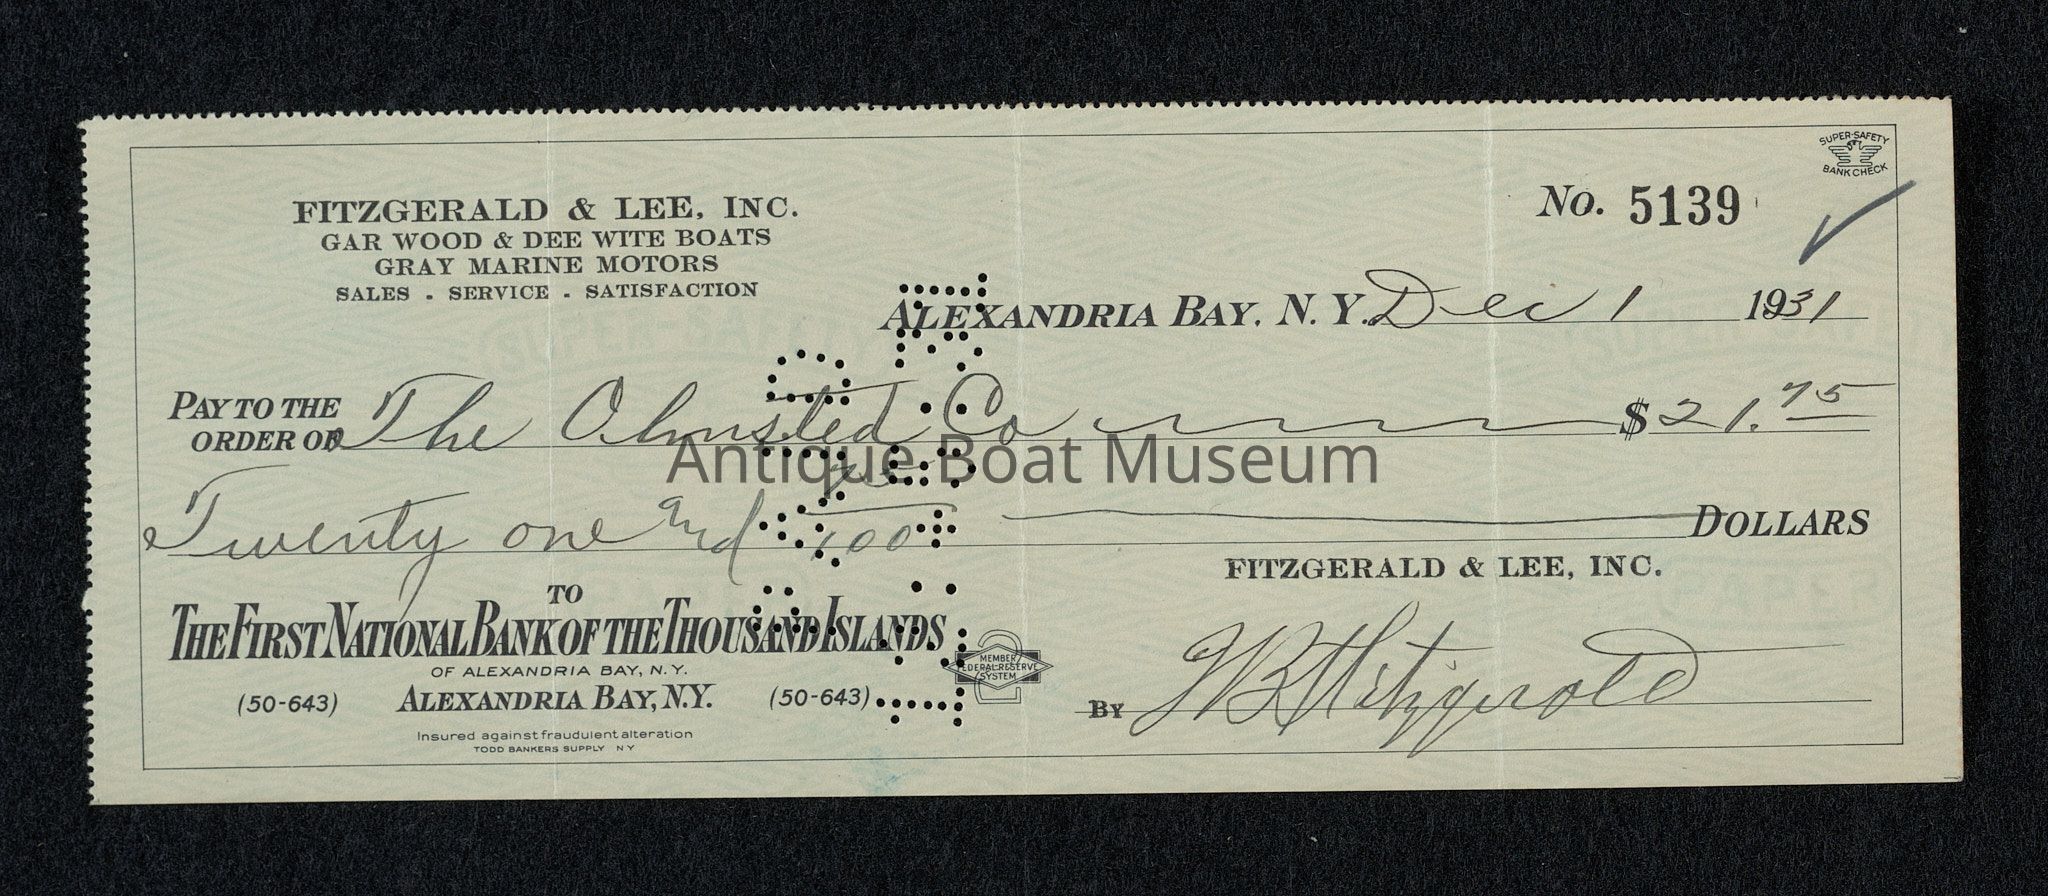 SUPER-SAFETY
BANK CHECK
FITZGERALD & LEE, INC.
GAR WOOD & DEE WITE BOATS
GRAY MARINE MOTORS
SALES . SERVICE . SATISFACTION
No. 5139
ALEXANDRIA BAY, N.Y. Dec 1 1931
PAY TO THE
ORDER OF The Olmsted Co $21.75
Antique Boat Museum
Twenty one and 75/100 DOLLARS
FITZGERALD & LEE, INC.
TO
THE FIRST NATIONAL BANK OF THE THOUSAND ISLANDS
OF ALEXANDRIA BAY, N.Y.
(50-643) ALEXANDRIA BAY, N.Y. (50-643)
MEMBER
FEDERAL RESERVE
SYSTEM
2
By Fitzgerald
Insured against fraudulent alteration
TODD BANKERS SUPPLY NY